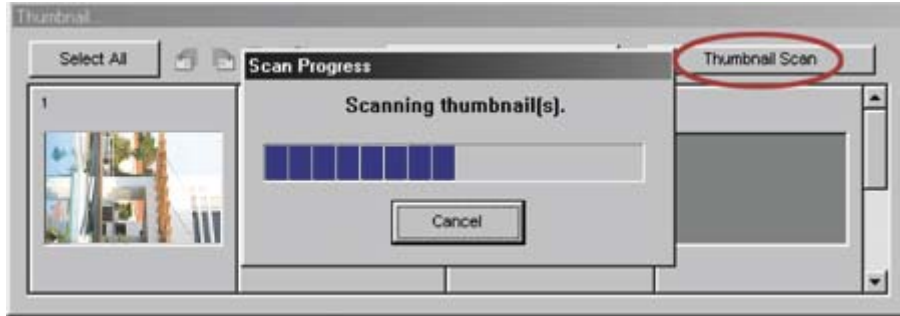 Thumbnail...
Select All
Thumbnail Scan
Scan Progress
1
Scanning thumbnail(s).
Cancel